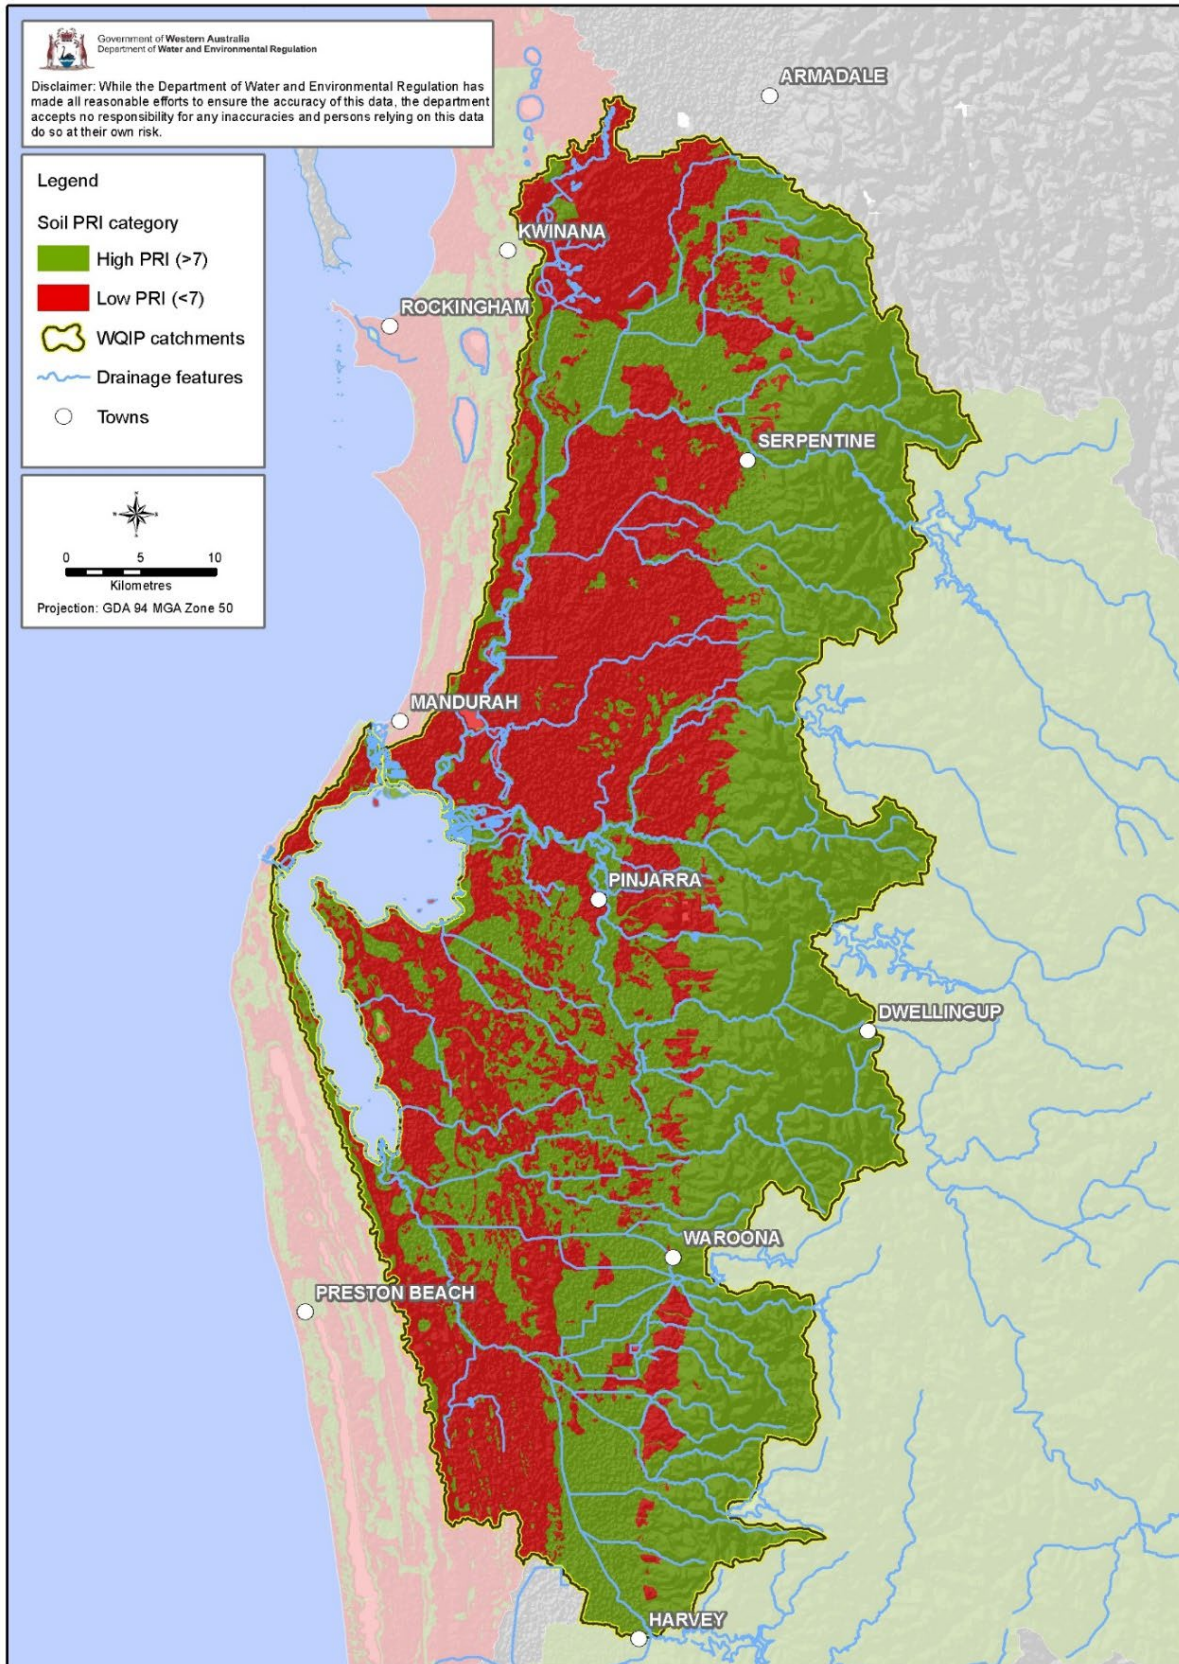 Government of Western Australia
Department of Water and Environmental Regulation
Disclaimer: While the Department of Water and Environmental Regulation has
made all reasonable efforts to ensure the accuracy of this data, the department
accepts no responsibility for any inaccuracies and persons relying on this data
do so at their own risk.
Legend
Soil PRI category
High PRI (>7)
Low PRI (<7)
WQIP catchments
Drainage features
Towns
N
S
0 5 10
Kilometres
Projection: GDA 94 MGA Zone 50
ARMADALE
KWINANA
ROCKINGHAM
SERPENTINE
MANDURAH
PINJARRA
DWELLINGUP
WAROONA
PRESTON BEACH
HARVEY